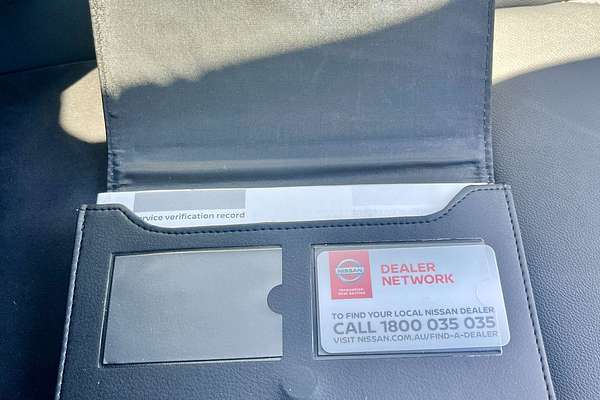 service verification record
NISSAN
DEALER
NETWORK
TO FIND YOUR LOCAL NISSAN DEALER
CALL 1800 035 035
VISIT NISSAN.COM.AU/FIND-A-DEALER